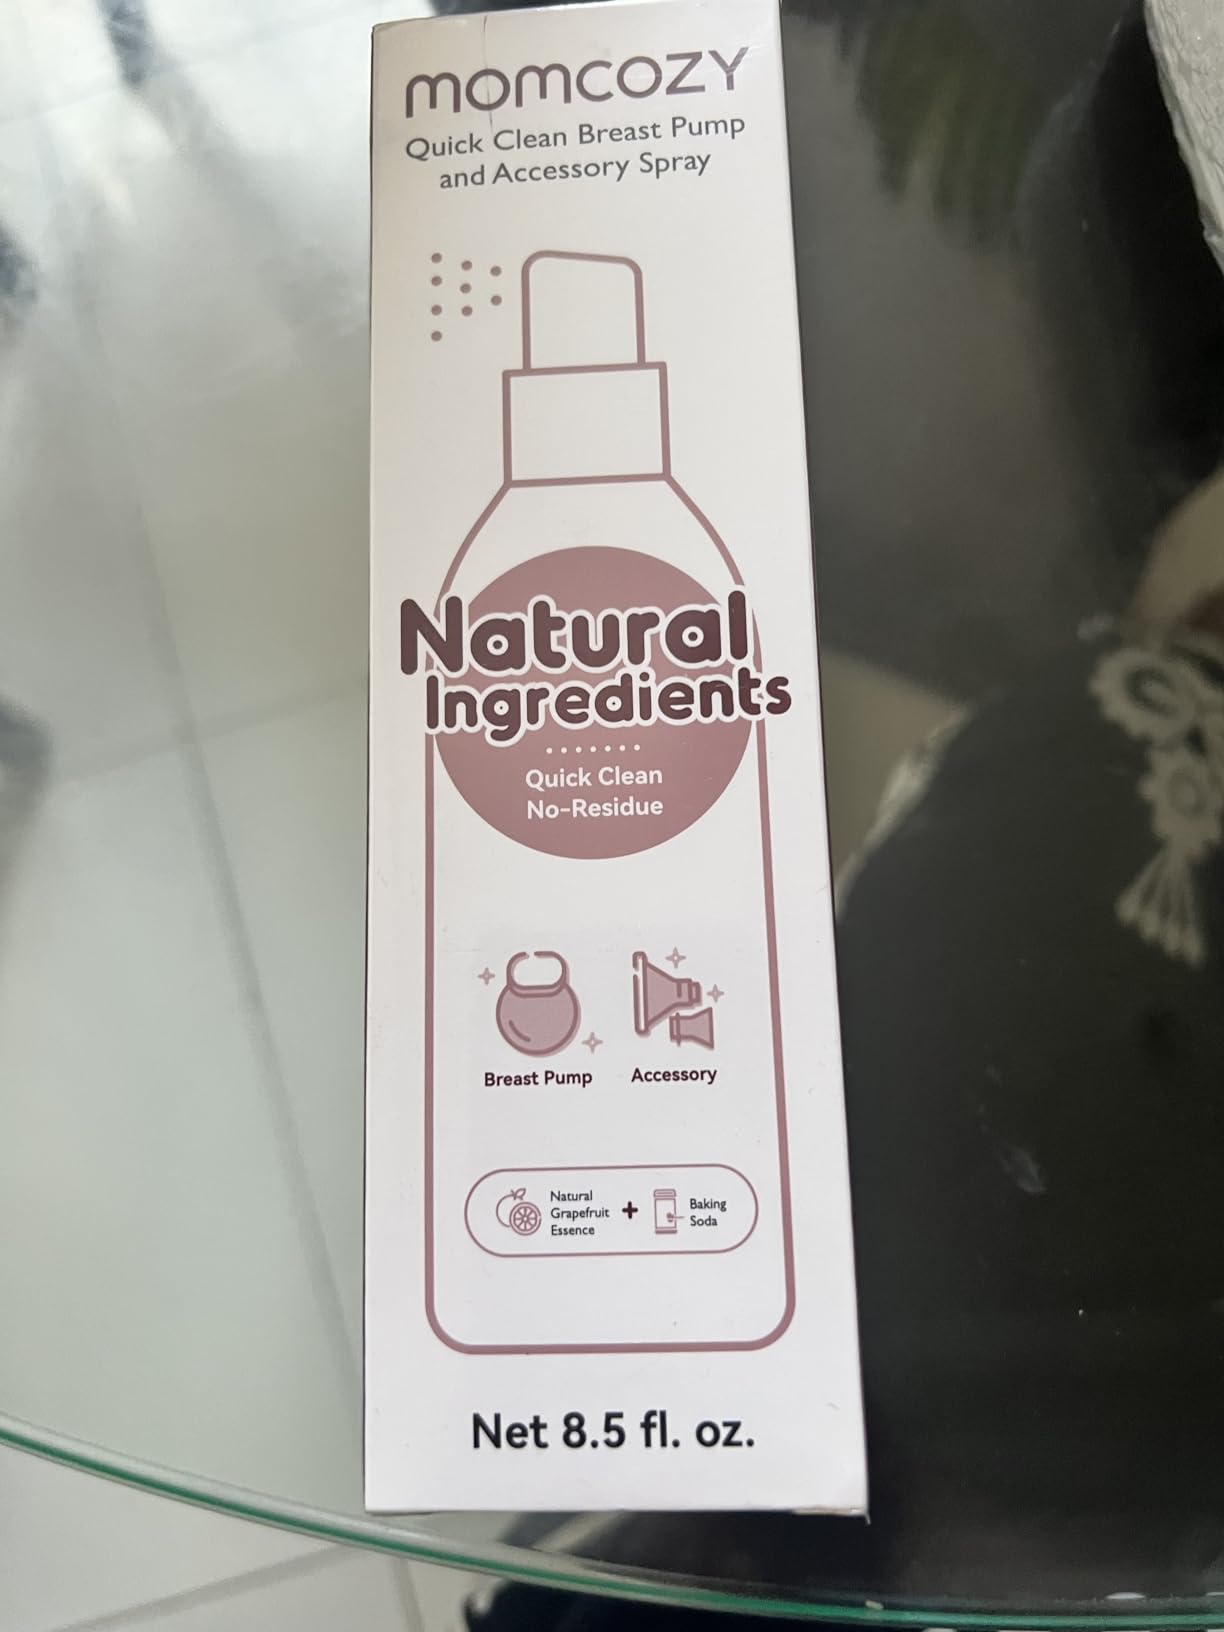 momcozy
Quick Clean Breast Pump
and Accessory Spray
Natural
Ingredients
Quick Clean
No-Residue
Breast Pump
Accessory
Natural
Grapefruit
Essence
+
Baking
Soda
Net 8.5 fl. oz.